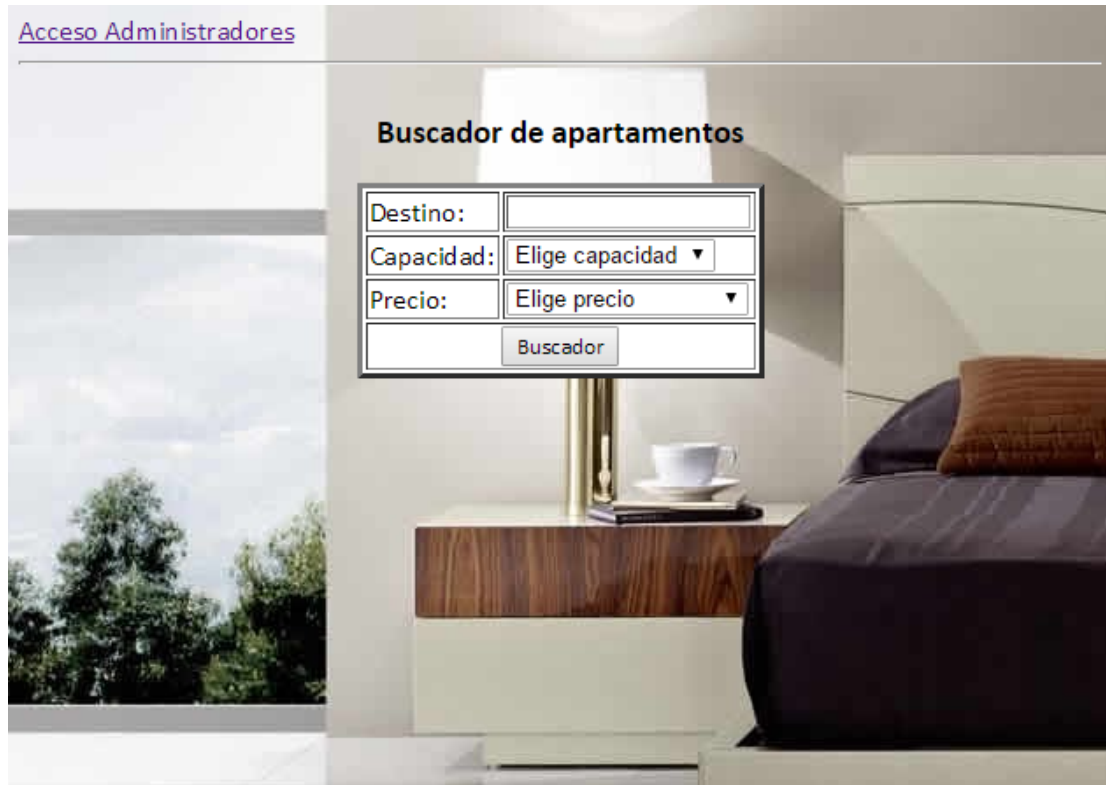 Acceso Administradores
Buscador de apartamentos
Destino:
Capacidad: Elige capacidad
Precio: Elige precio
Buscador